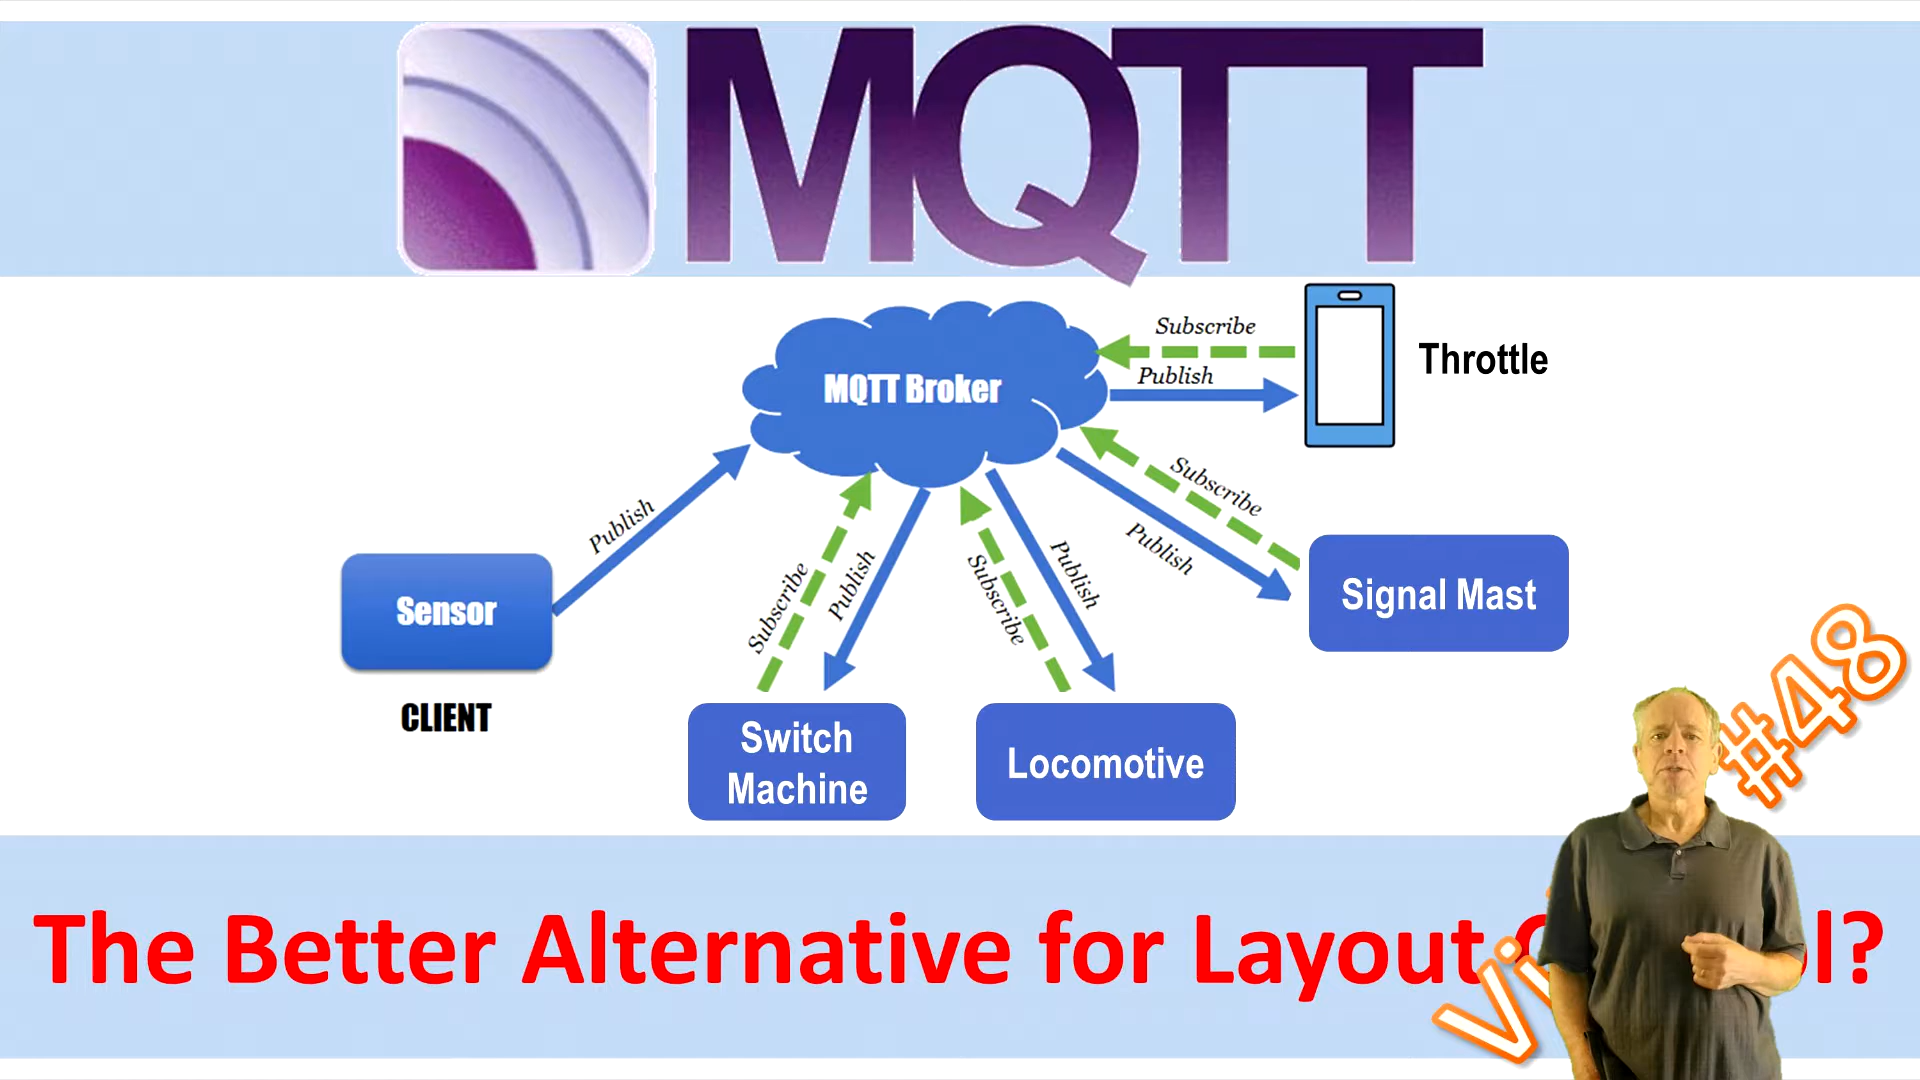 MQTT
Subscribe
Publish
Throttle
MQTT Broker
Publish
Subscribe
Publish
Subscribe
Publish
Publish
Subscribe
Sensor
CLIENT
Switch
Machine
Locomotive
Signal Mast
#48
The Better Alternative for Layout